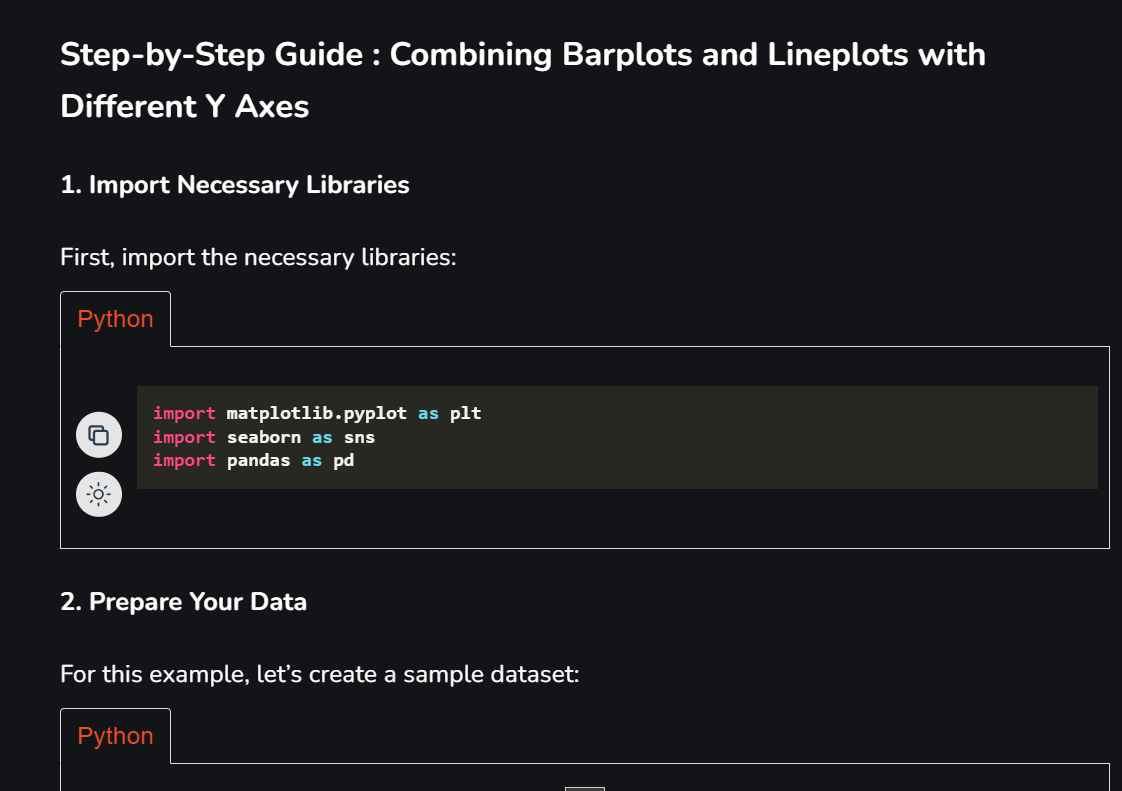 Step-by-Step Guide : Combining Barplots and Lineplots with
Different Y Axes
1. Import Necessary Libraries
First, import the necessary libraries:
Python
import matplotlib.pyplot as plt
import seaborn as sns
import pandas as pd
2. Prepare Your Data
For this example, let’s create a sample dataset:
Python